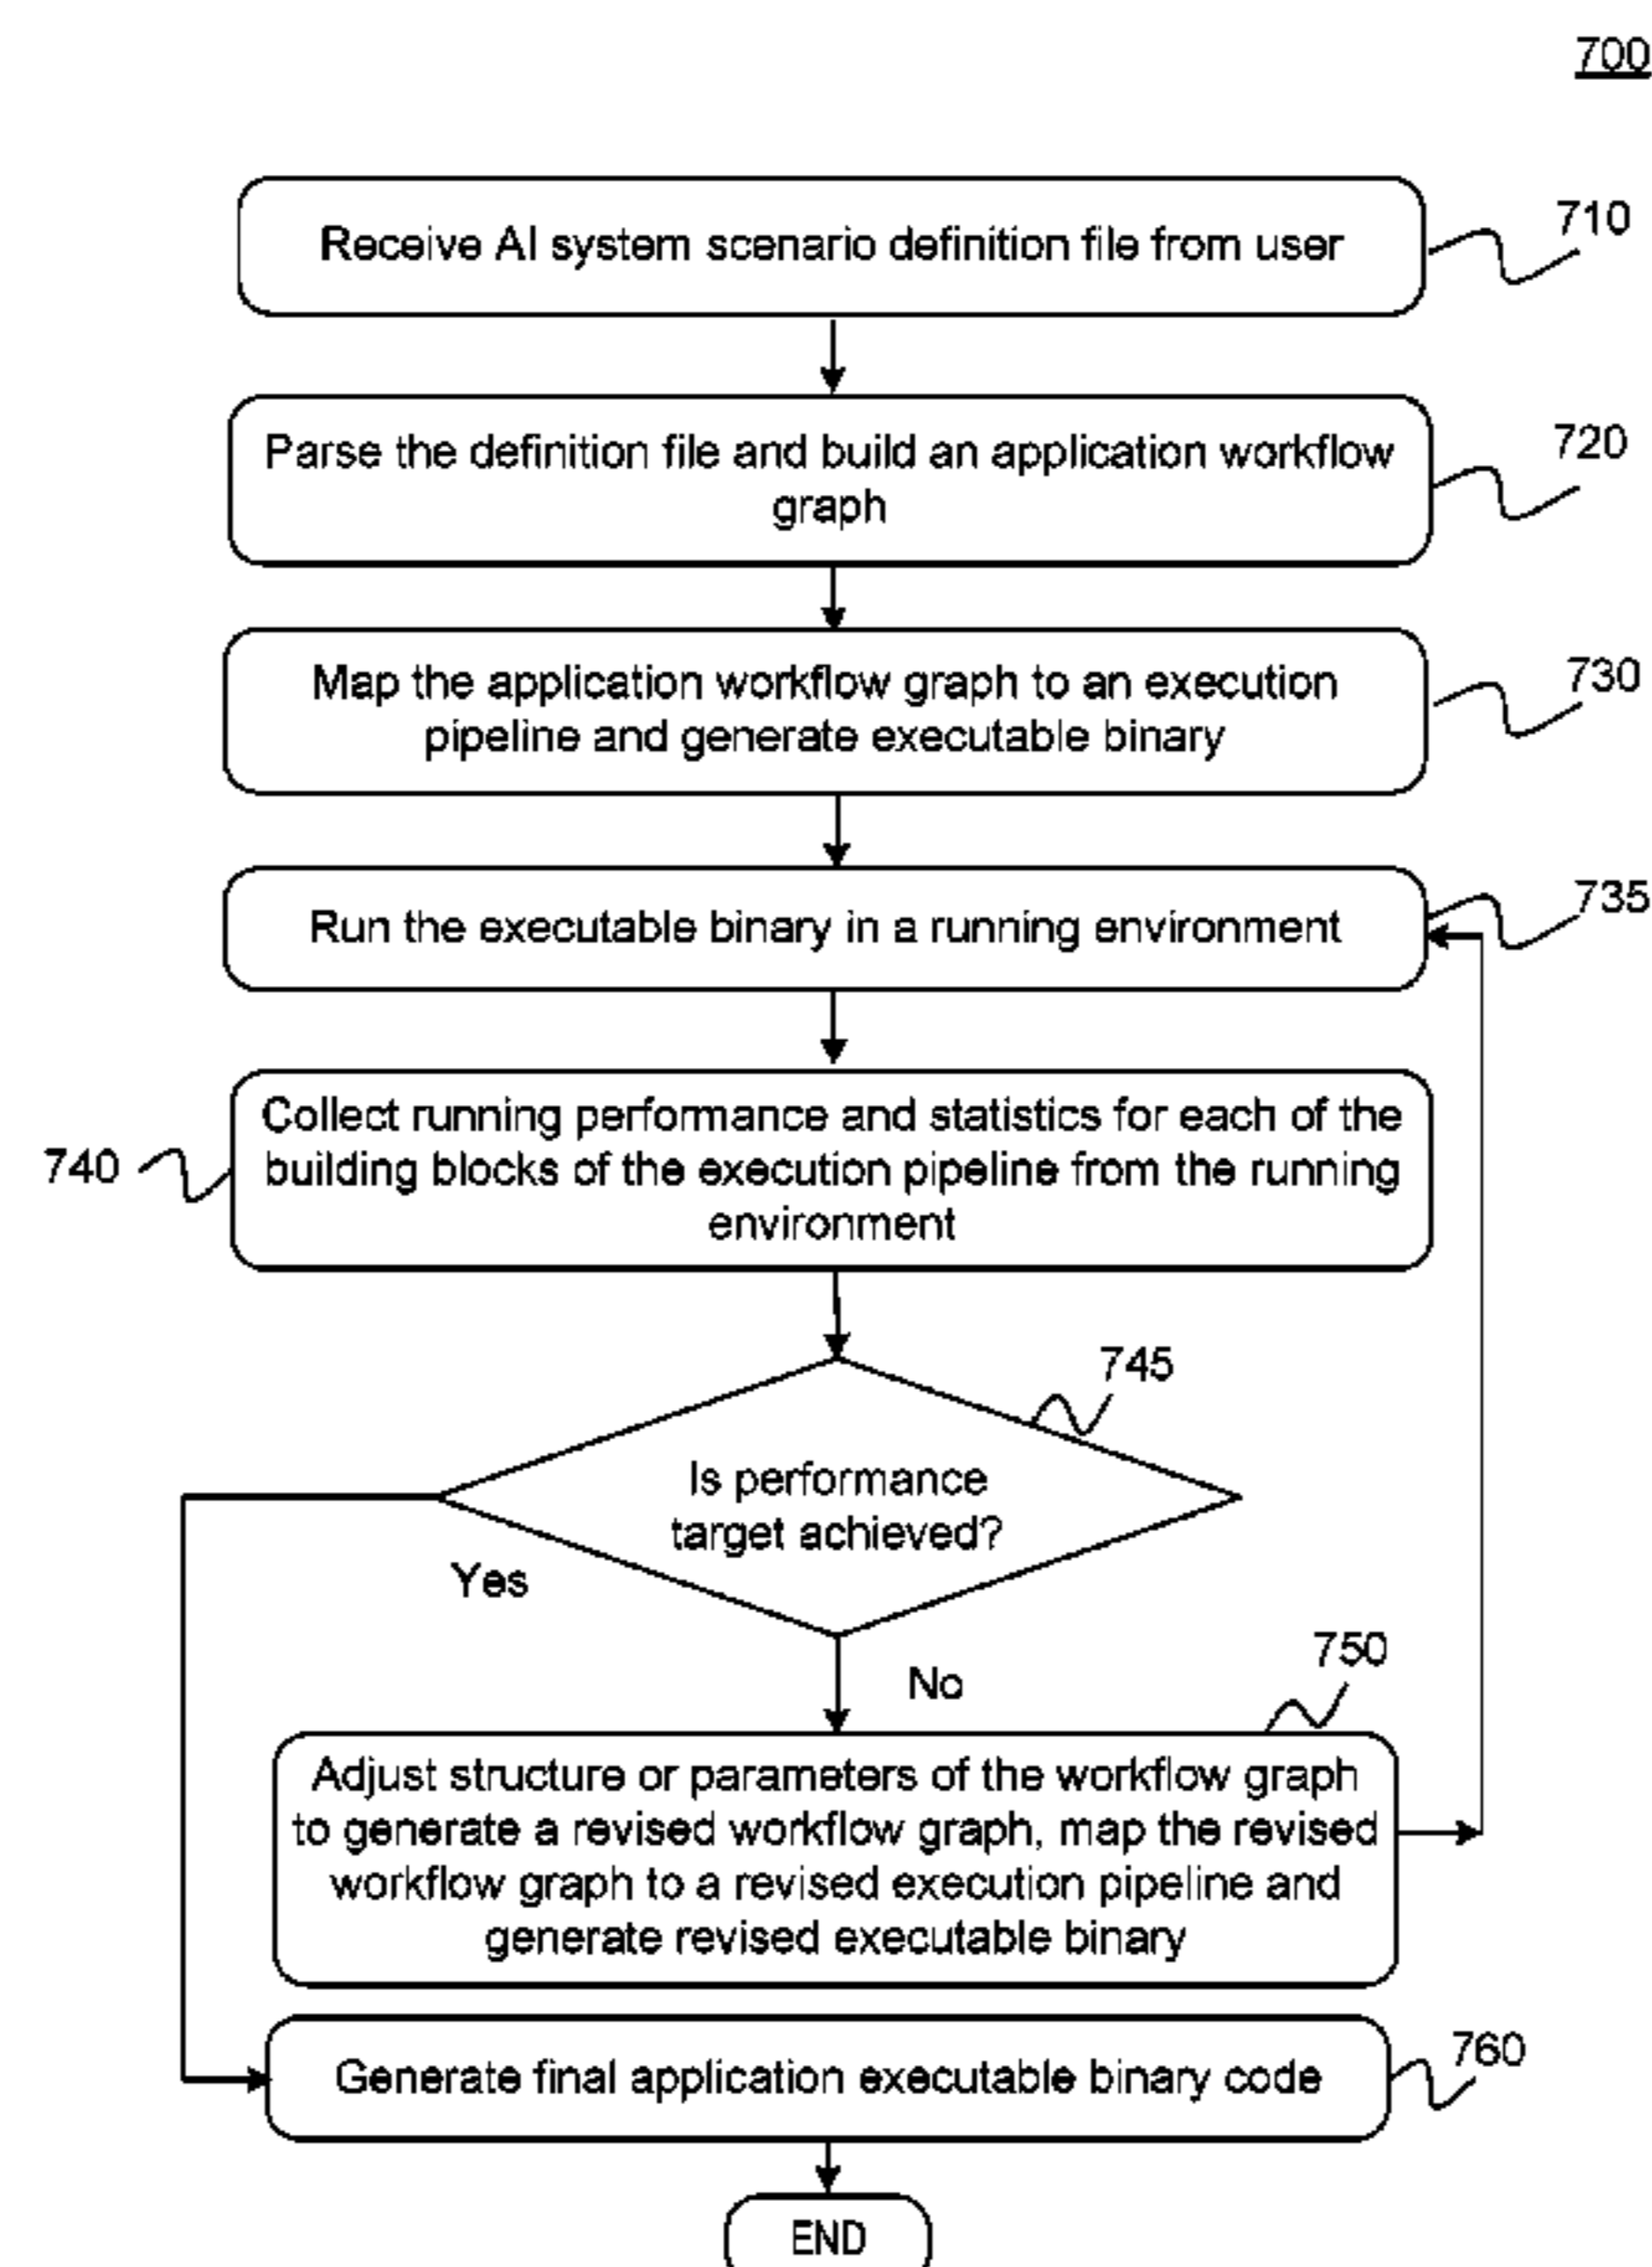 700
Receive AI system scenario definition file from user
710
Parse the definition file and build an application workflow
graph
720
Map the application workflow graph to an execution
pipeline and generate executable binary
730
Run the executable binary in a running environment
735
Collect running performance and statistics for each of the
building blocks of the execution pipeline from the running
environment
740
745
Is performance
target achieved?
Yes
No
750
Adjust structure or parameters of the workflow graph
to generate a revised workflow graph, map the revised
workflow graph to a revised execution pipeline and
generate revised executable binary
Generate final application executable binary code
760
END